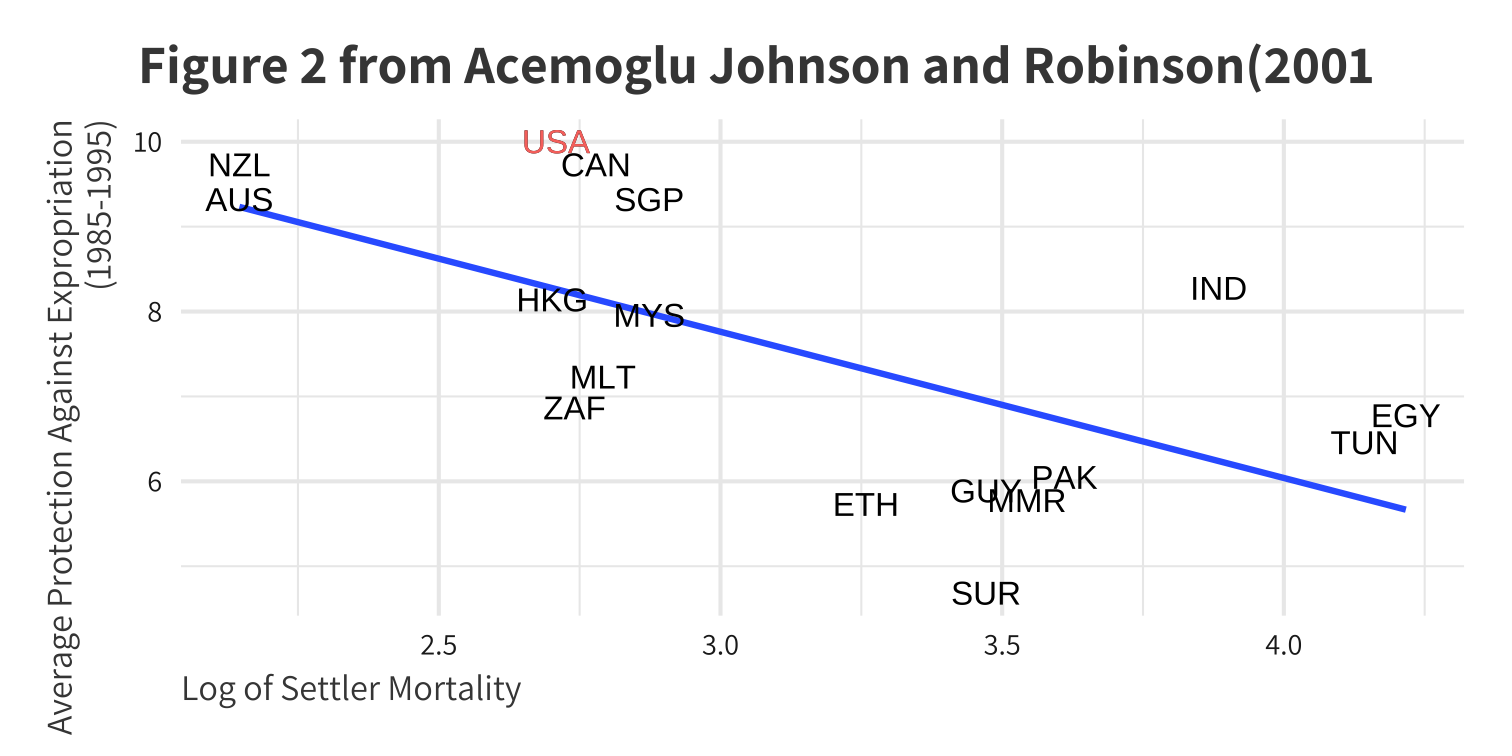 Figure 2 from Acemoglu Johnson and Robinson(2001
Average Protection Against Expropriation
(1985-1995)
10
8
6
USA
NZL
CAN
AUS
SGP
IND
HKG
MYS
MLT
ZAF
EGY
TUN
PAK
GUY
MMR
ETH
SUR
2.5 3.0 3.5 4.0
Log of Settler Mortality